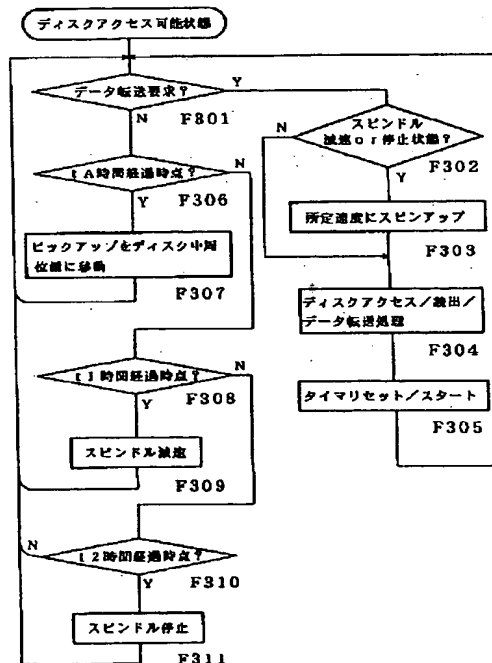 ディスクアクセス可能状態
データ転送要求?
Y
N
F301
スピンドル
減速or停止状態?
N
Y
F302
所定速度にスピンアップ
F303
ディスクアクセス/読出/
データ転送処理
F304
タイマリセット/スタート
F305
tA時間経過時点?
N
Y
F306
ピックアップをディスク中周
位置に移動
F307
t1時間経過時点?
N
Y
F308
スピンドル減速
F309
t2時間経過時点?
N
Y
F310
スピンドル停止
F311